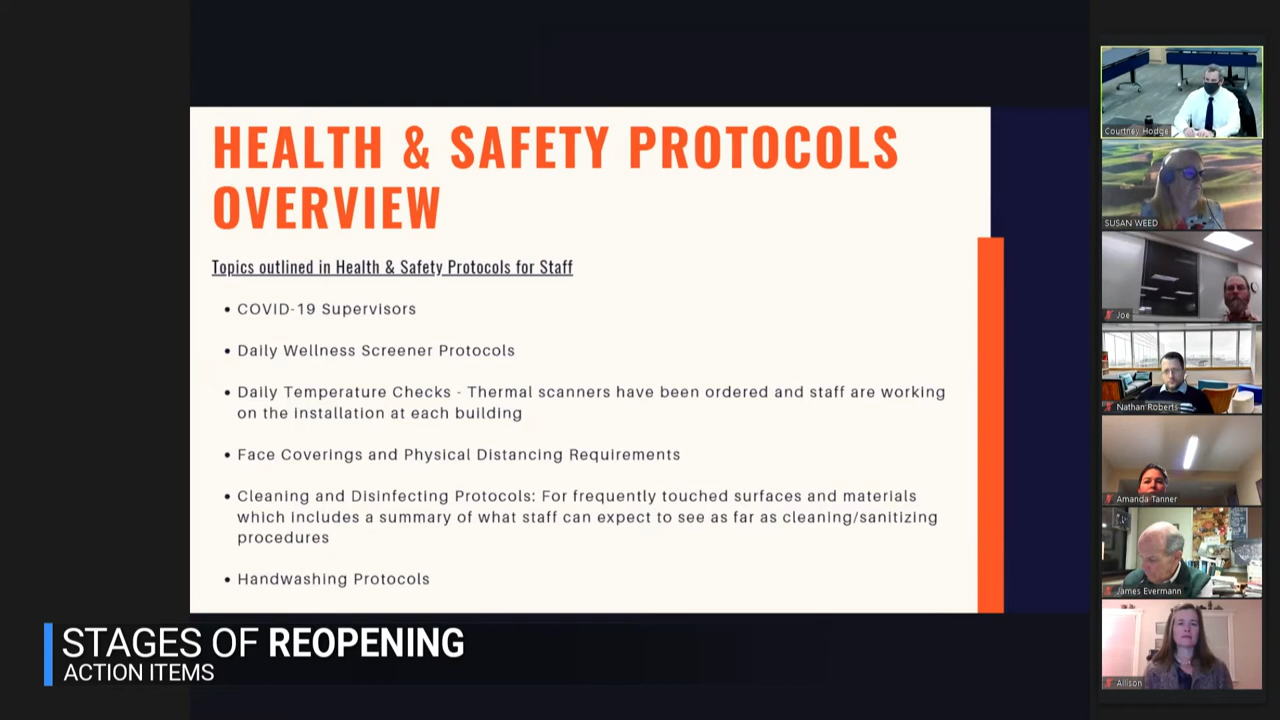 HEALTH & SAFETY PROTOCOLS
OVERVIEW
Topics outlined in Health & Safety Protocols for Staff
• COVID-19 Supervisors
• Daily Wellness Screener Protocols
• Daily Temperature Checks - Thermal scanners have been ordered and staff are working
on the installation at each building
• Face Coverings and Physical Distancing Requirements
• Cleaning and Disinfecting Protocols: For frequently touched surfaces and materials
which includes a summary of what staff can expect to see as far as cleaning/sanitizing
procedures
• Handwashing Protocols
STAGES OF REOPENING
ACTION ITEMS
Courtney Hodge
SUSAN WEED
Joe
Nathan Roberts
Amanda Tanner
James Evermann
Allison